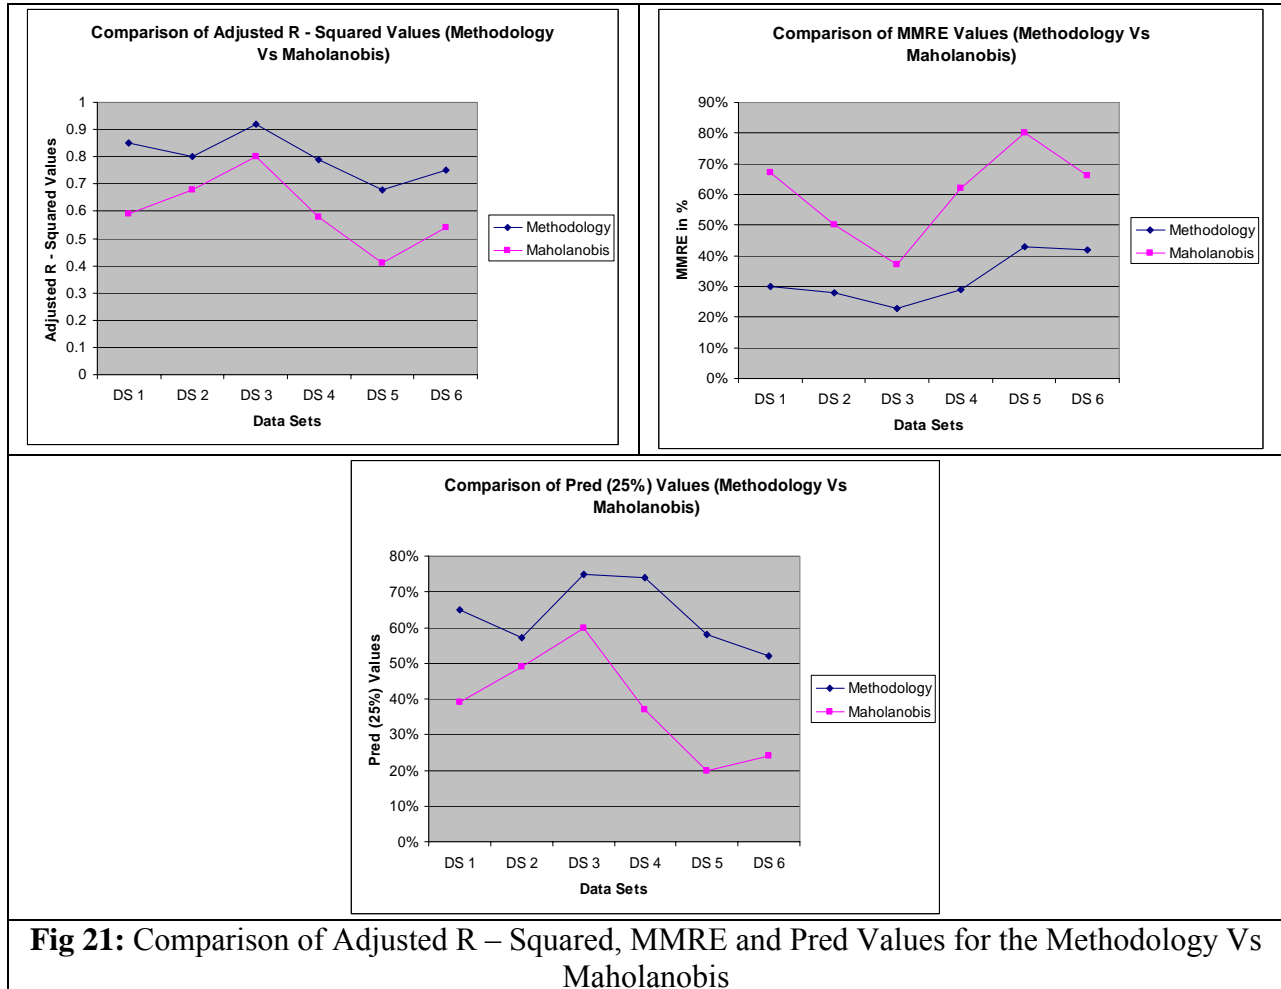 Comparison of Adjusted R - Squared Values (Methodology
Vs Maholanobis)
1
0.9
0.8
0.7
0.6
0.5
0.4
0.3
0.2
0.1
0
Adjusted R - Squared Values
DS 1 DS 2 DS 3 DS 4 DS 5 DS 6
Data Sets
Methodology
Maholanobis
Comparison of MMRE Values (Methodology Vs
Maholanobis)
90%
80%
70%
60%
50%
40%
30%
20%
10%
0%
MMRE in %
DS 1 DS 2 DS 3 DS 4 DS 5 DS 6
Data Sets
Methodology
Maholanobis
Comparison of Pred (25%) Values (Methodology Vs
Maholanobis)
80%
70%
60%
50%
40%
30%
20%
10%
0%
Pred (25%) Values
DS 1 DS 2 DS 3 DS 4 DS 5 DS 6
Data Sets
Methodology
Maholanobis
Fig 21: Comparison of Adjusted R – Squared, MMRE and Pred Values for the Methodology Vs
Maholanobis